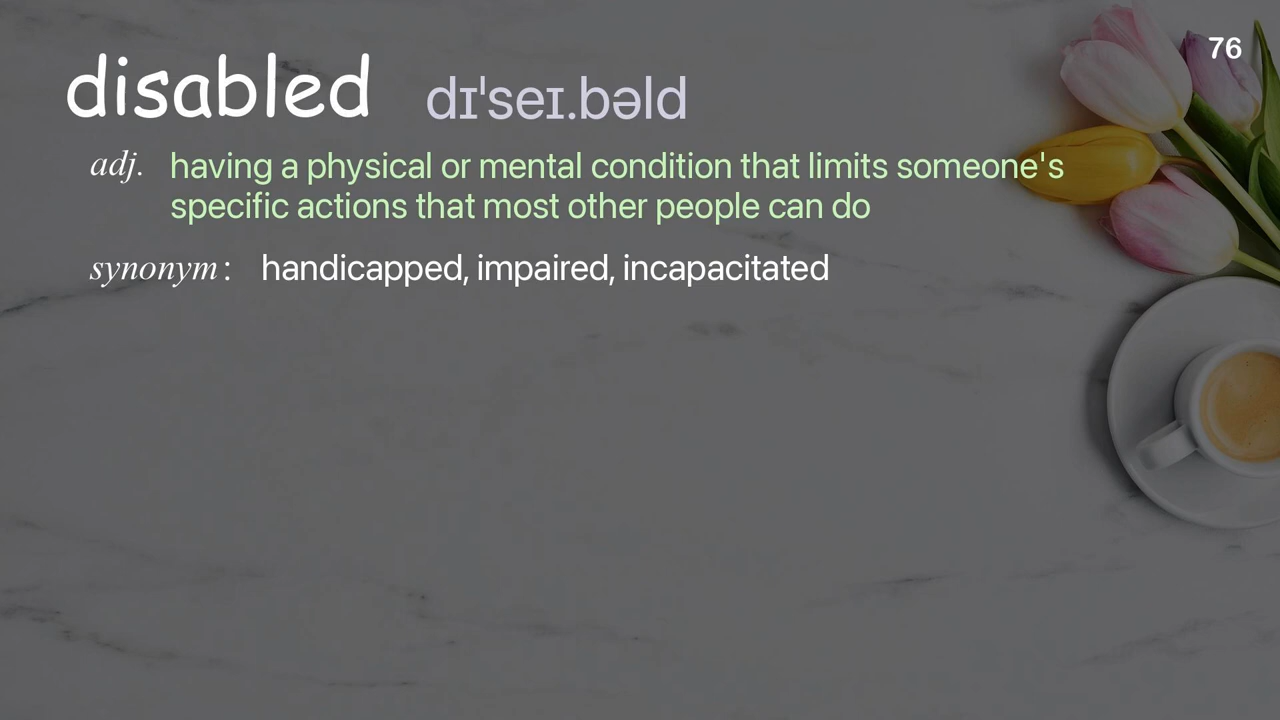 76
disabled dɪˈseɪ.bəld
adj. having a physical or mental condition that limits someone's
specific actions that most other people can do
synonym: handicapped, impaired, incapacitated